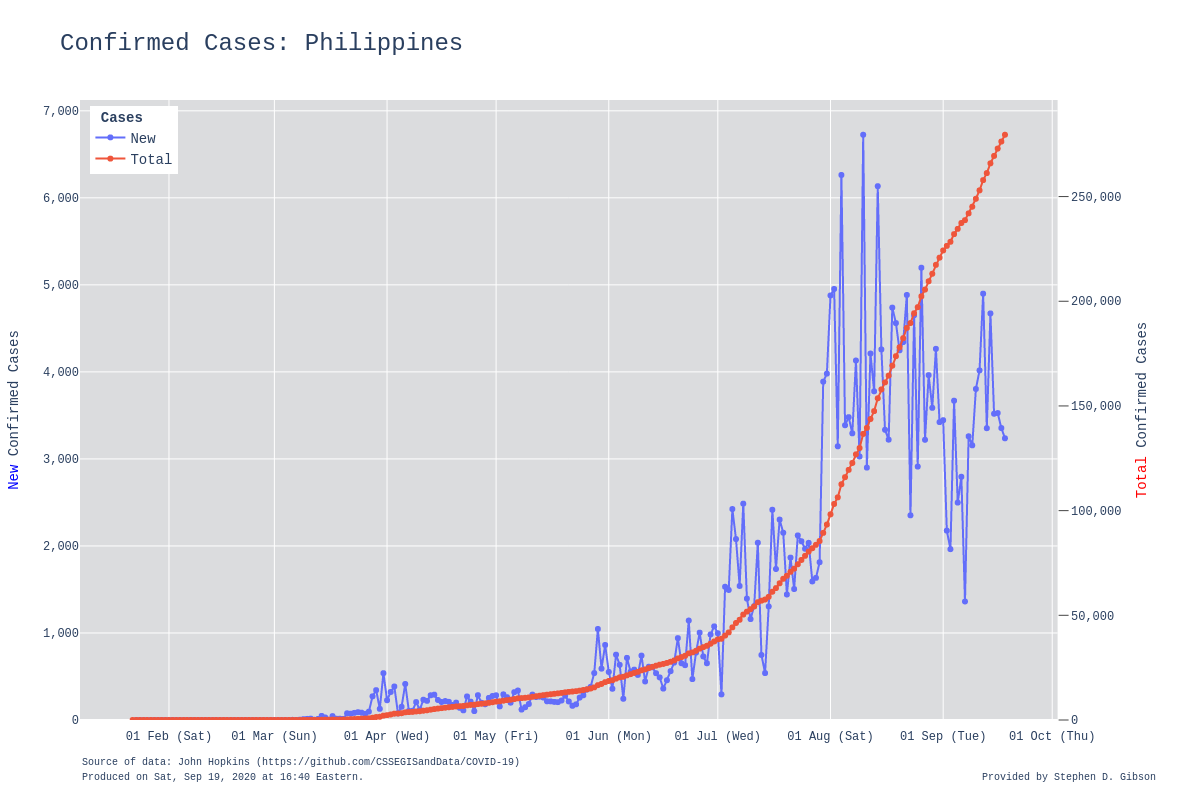 Confirmed Cases: Philippines
Cases
New
Total
7,000
6,000
5,000
4,000
3,000
2,000
1,000
0
New Confirmed Cases
250,000
200,000
150,000
100,000
50,000
0
Total Confirmed Cases
01 Feb (Sat) 01 Mar (Sun) 01 Apr (Wed) 01 May (Fri) 01 Jun (Mon) 01 Jul (Wed) 01 Aug (Sat) 01 Sep (Tue) 01 Oct (Thu)
Source of data: John Hopkins (https://github.com/CSSEGISandData/COVID-19)
Produced on Sat, Sep 19, 2020 at 16:40 Eastern.
Provided by Stephen D. Gibson